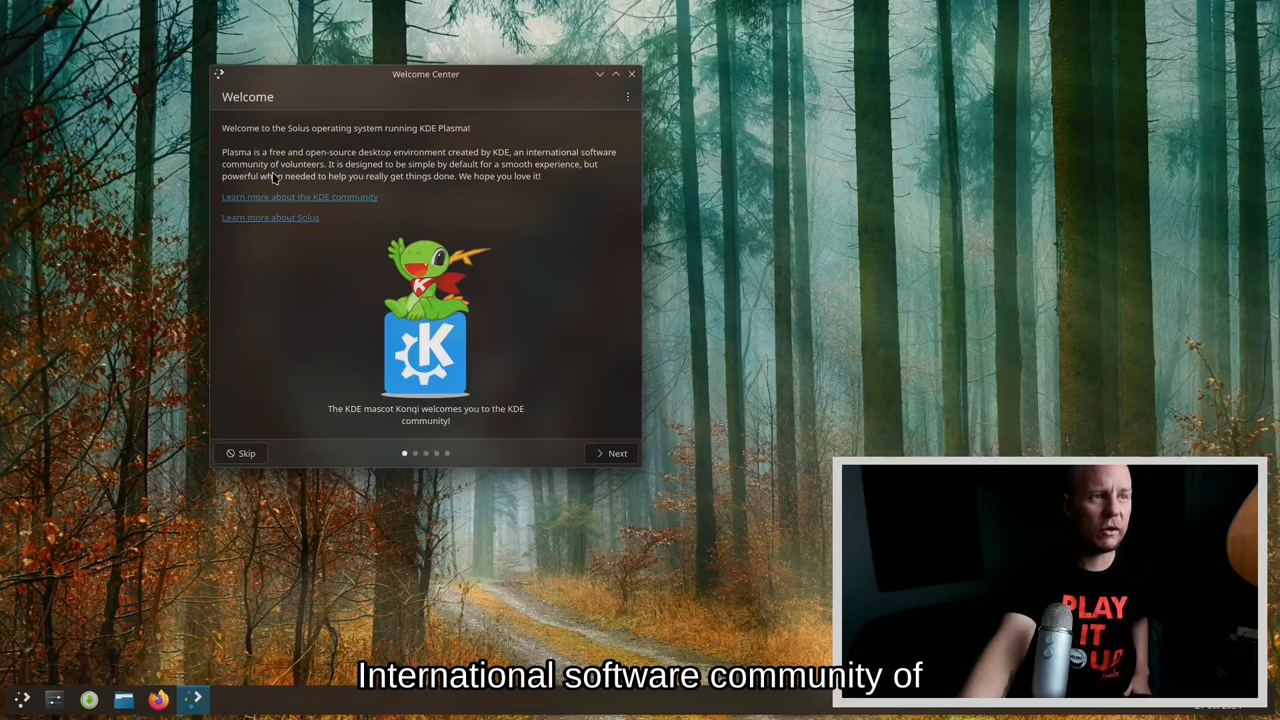 Welcome Center
Welcome
Welcome to the Solus operating system running KDE Plasma!
Plasma is a free and open-source desktop environment created by KDE, an international software
community of volunteers. It is designed to be simple by default for a smooth experience, but
powerful when needed to help you really get things done. We hope you love it!
Learn more about the KDE community
Learn more about Solus
K
K
The KDE mascot Konqi welcomes you to the KDE
community!
Skip
Next
PLAY
IT
OUT
International software community of